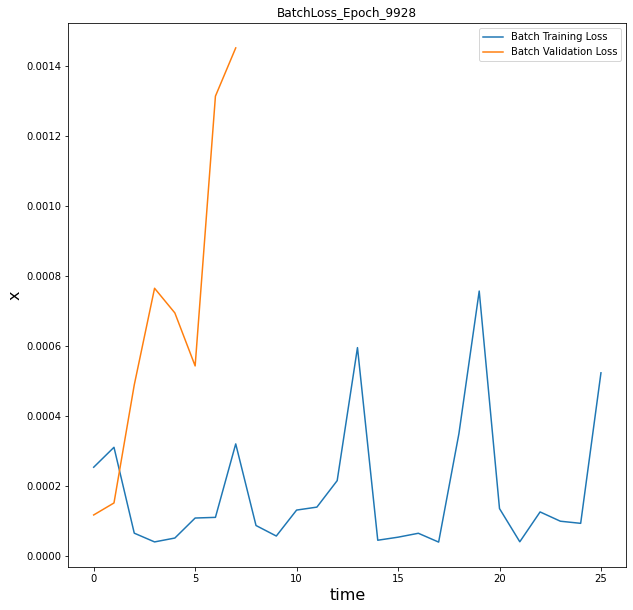 BatchLoss_Epoch_9928
Batch Training Loss
Batch Validation Loss
0.0014
0.0012
0.0010
0.0008
0.0006
0.0004
0.0002
0.0000
x
0 5 10 15 20 25
time